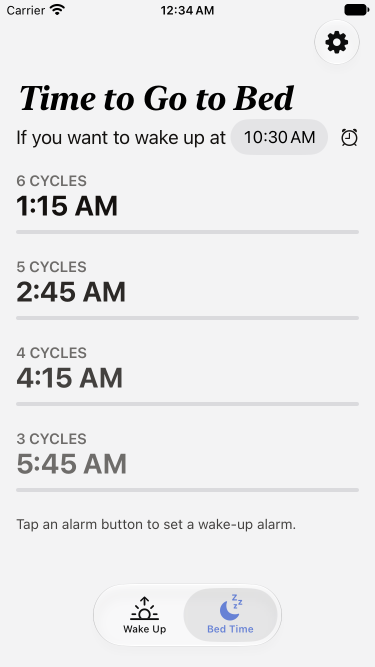 Carrier 12:34 AM
Time to Go to Bed
If you want to wake up at 10:30 AM
6 CYCLES
1:15 AM
5 CYCLES
2:45 AM
4 CYCLES
4:15 AM
3 CYCLES
5:45 AM
Tap an alarm button to set a wake-up alarm.
z z z z
Wake Up Bed Time